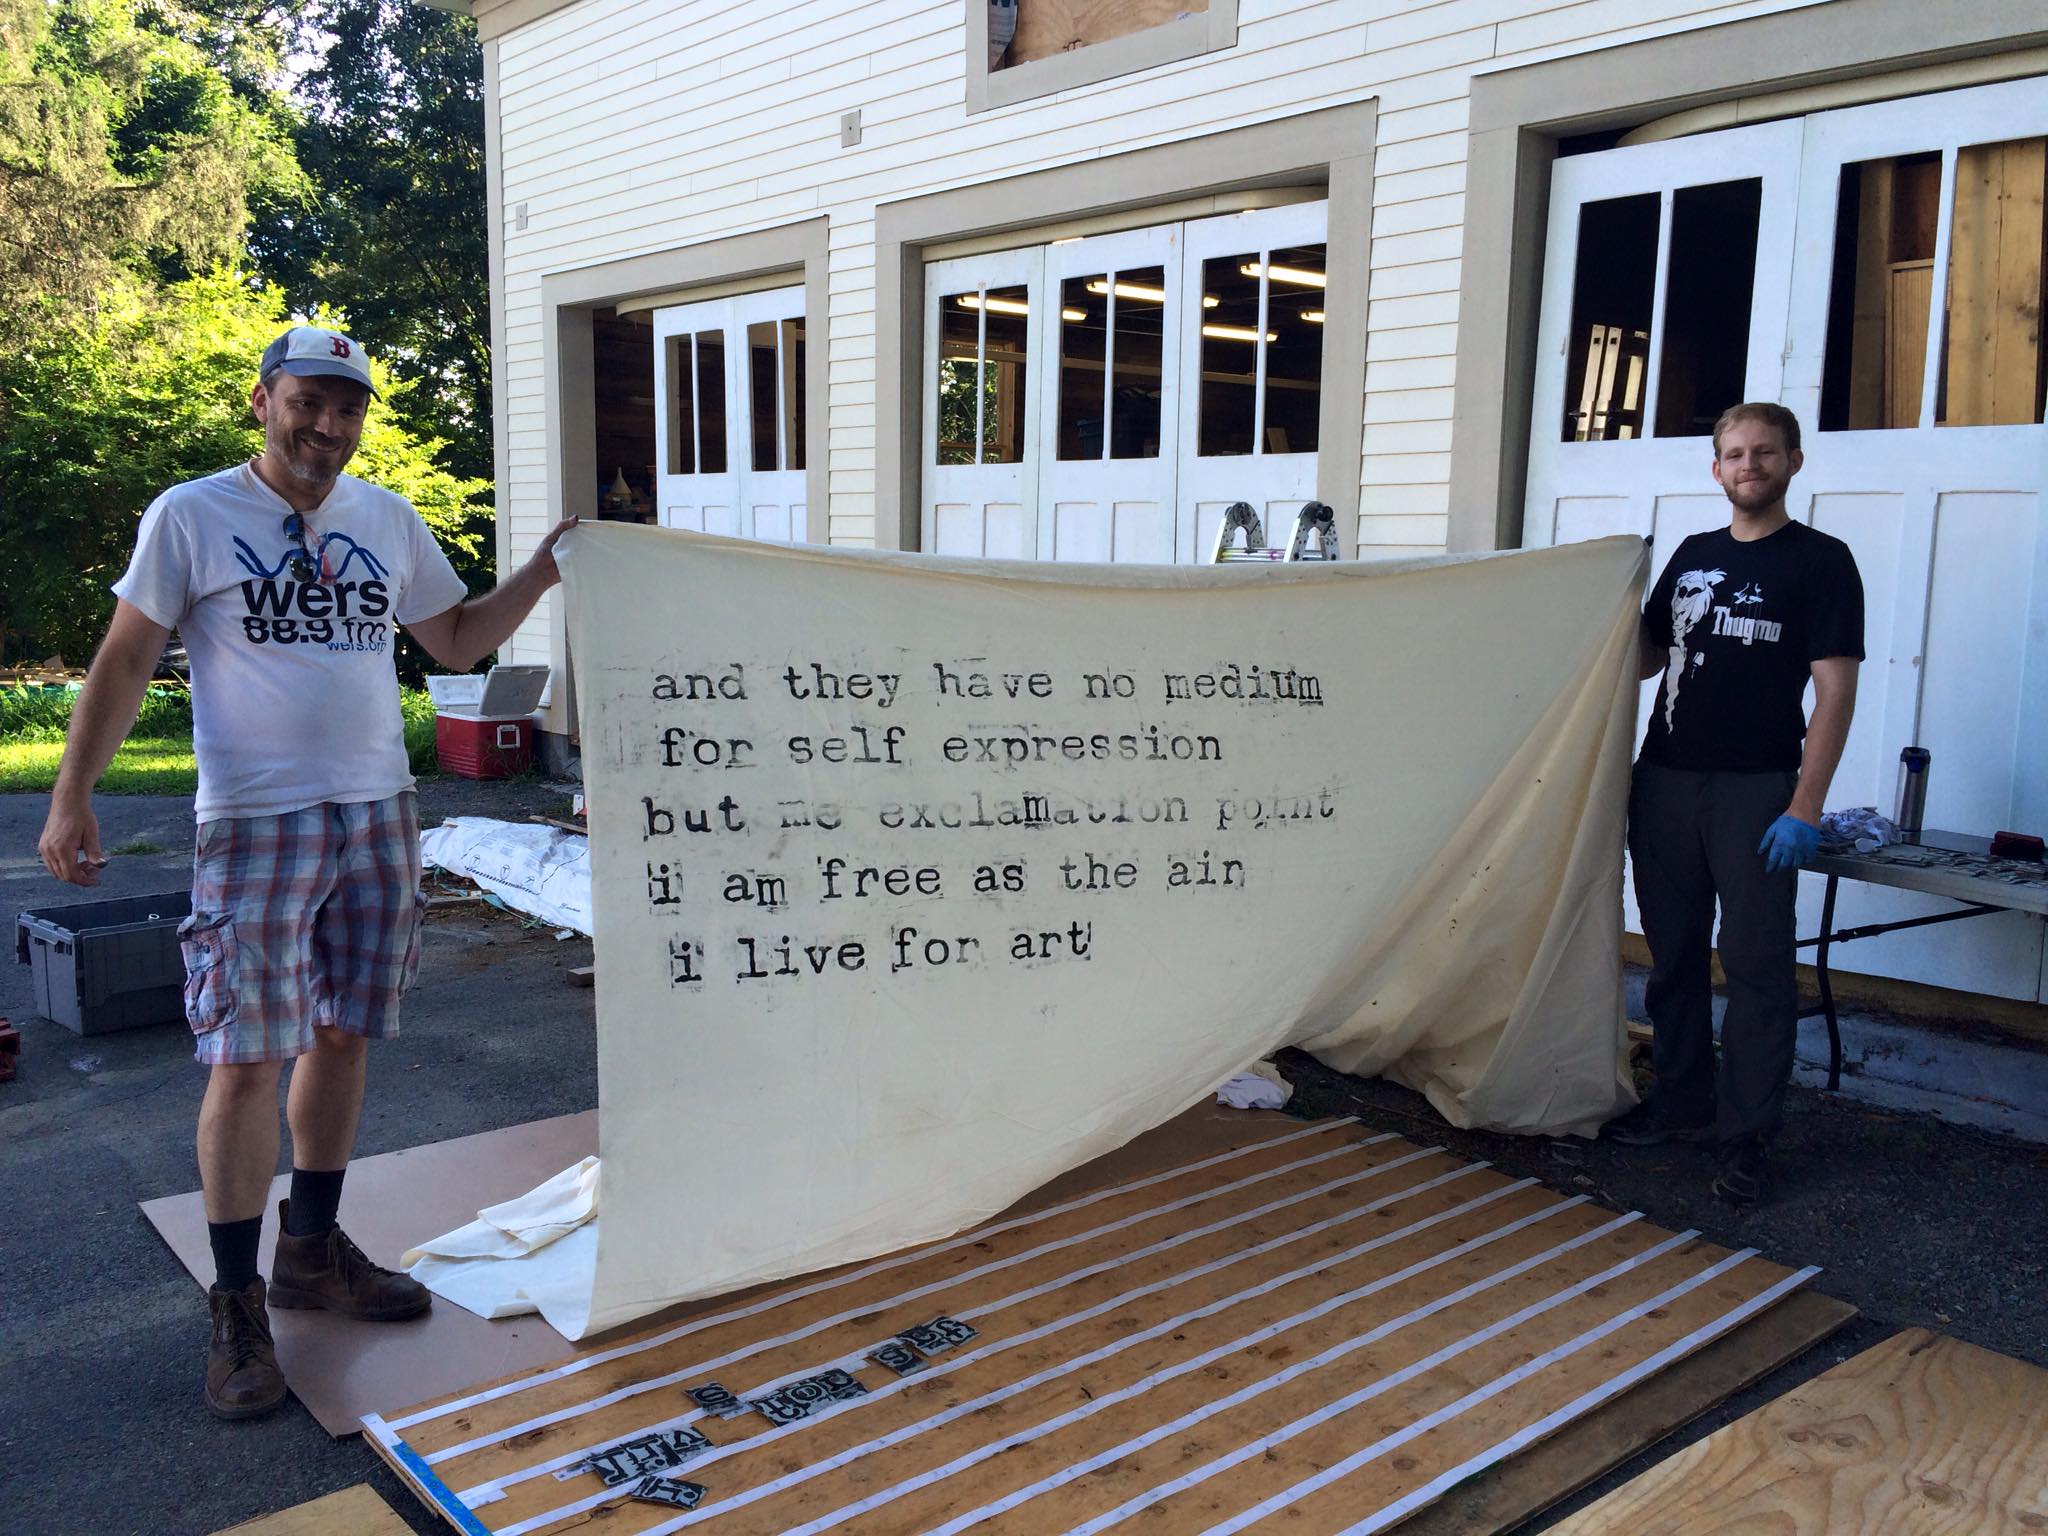 B
wers
88.9 fm
wers.org
and they have no medium
for self expression
but me exclamation point
i am free as the air
i live for art
Thugmo